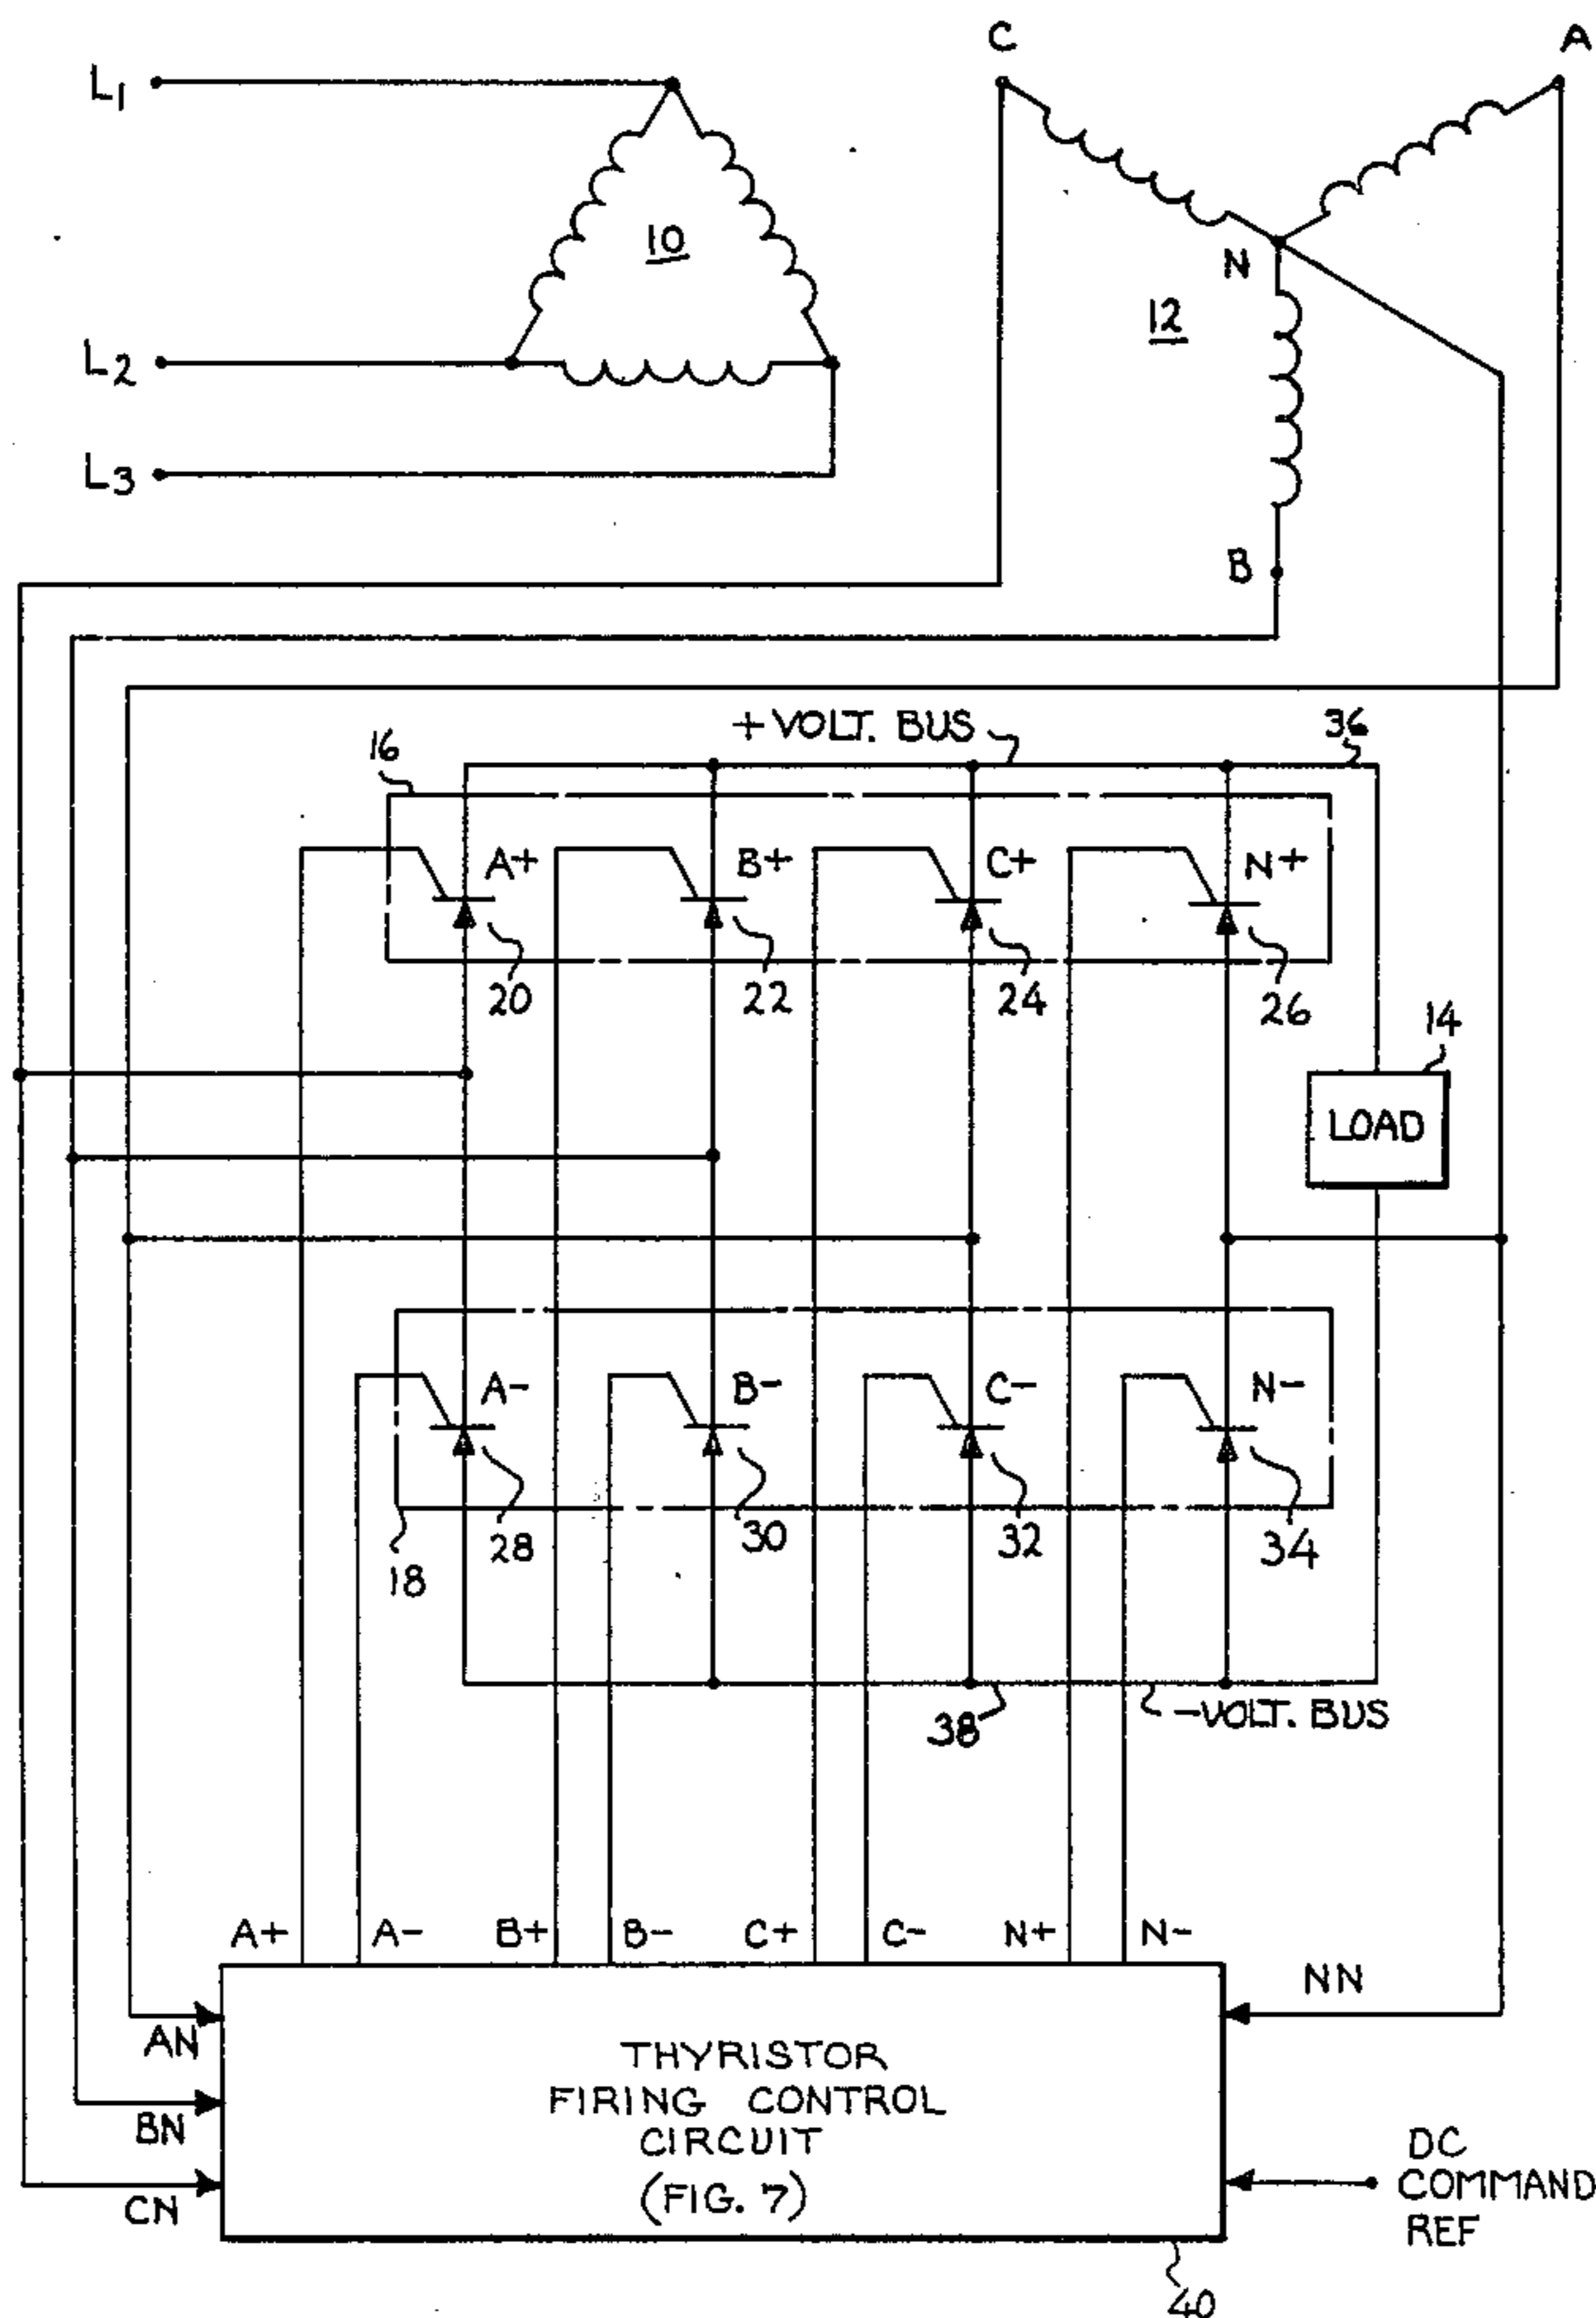 C
A
L1
10
N
12
L2
L3
B
+ VOLT. BUS
36
16
A+
B+
C+
N+
20
22
24
26
14
LOAD
A-
B-
C-
N-
28
30
32
34
18
38
-VOLT. BUS
A+
A-
B+
B-
C+
C-
N+
N-
NN
AN
THYRISTOR
FIRING CONTROL
CIRCUIT
(FIG. 7)
BN
CN
DC
COMMAND
REF
40